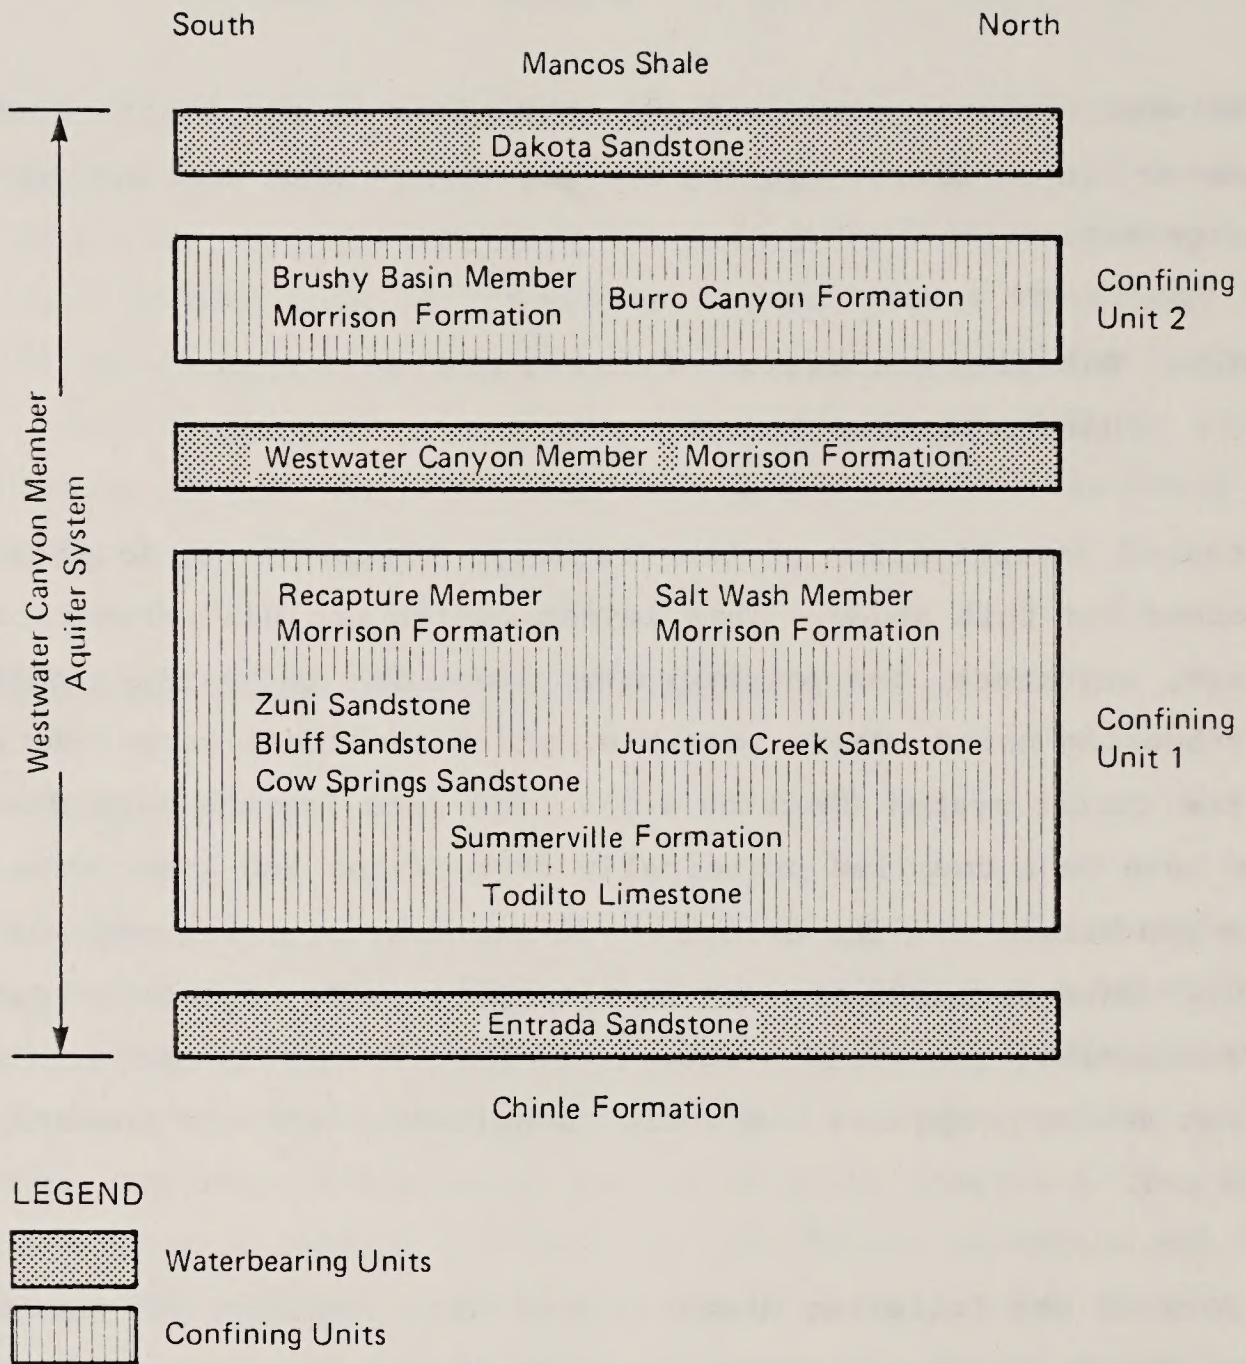 South
North
Mancos Shale
Dakota Sandstone
Brushy Basin Member
Morrison Formation
Burro Canyon Formation
Confining
Unit 2
Westwater Canyon Member
Aquifer System
Westwater Canyon Member Morrison Formation
Recapture Member
Morrison Formation
Salt Wash Member
Morrison Formation
Zuni Sandstone
Bluff Sandstone
Cow Springs Sandstone
Junction Creek Sandstone
Confining
Unit 1
Summerville Formation
Todilto Limestone
Entrada Sandstone
Chinle Formation
LEGEND
Waterbearing Units
Confining Units